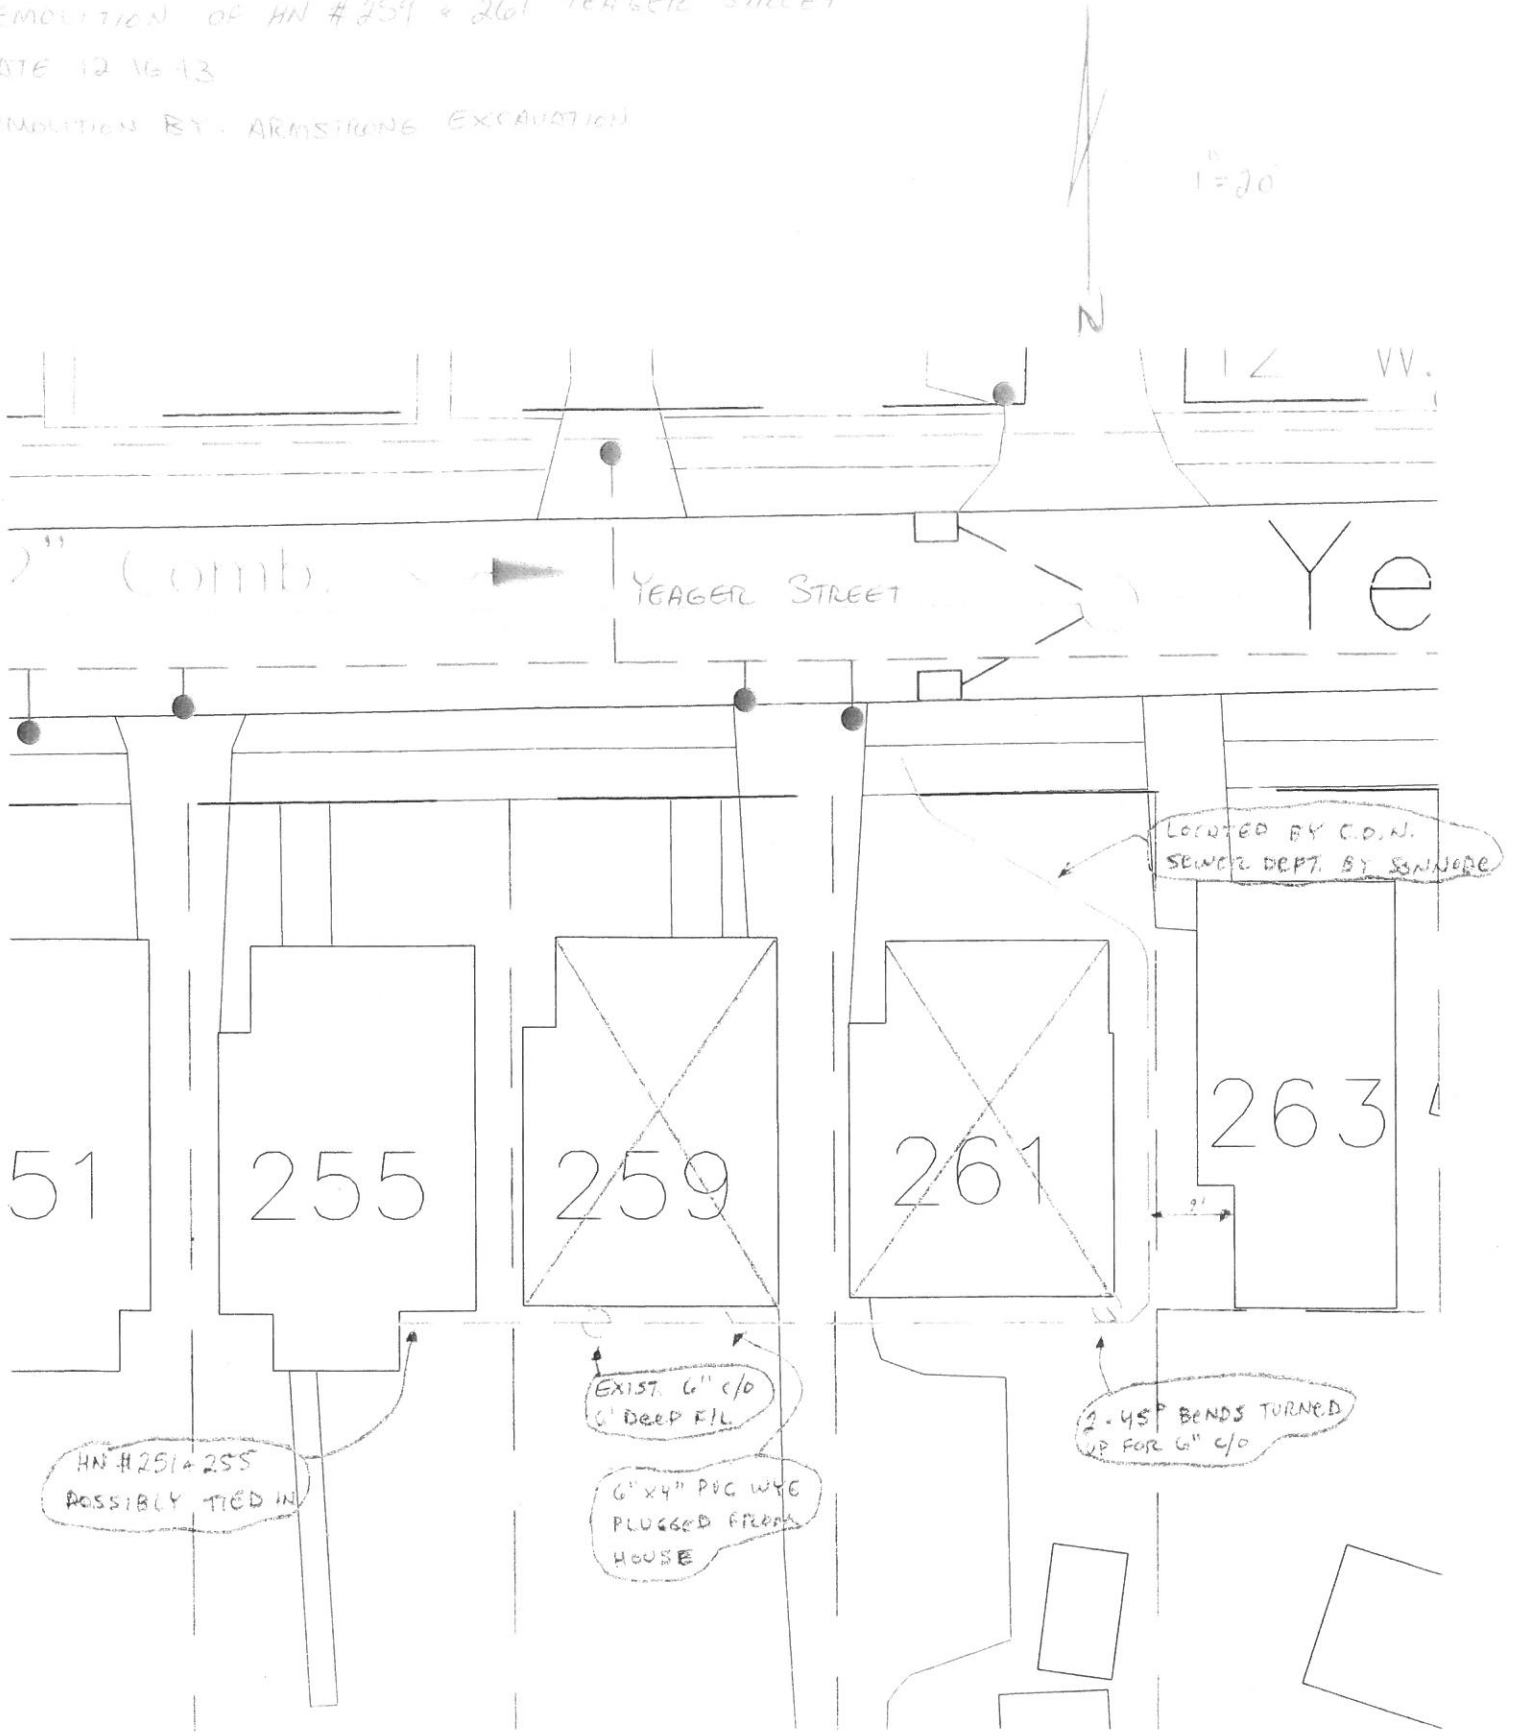 EMOLITION OF HN #259 & 261 YEAGER STREET
ATE 12 16 13
MOLITION BY: ARMSTRONG EXCAVATION
1"=20'
N
12 W.
" Comb.
YEAGER STREET
Ye
LOCATED BY C.O.N.
SEWER DEPT. BY
51
255
259
261
263
9'
EXIST. 6" C/O
6' DEEP F/L
2-45° BENDS TURNED
UP FOR 6" C/O
HN #251 & 255
POSSIBLY TIED IN
6"x4" PVC WYE
PLUGGED FROM
HOUSE